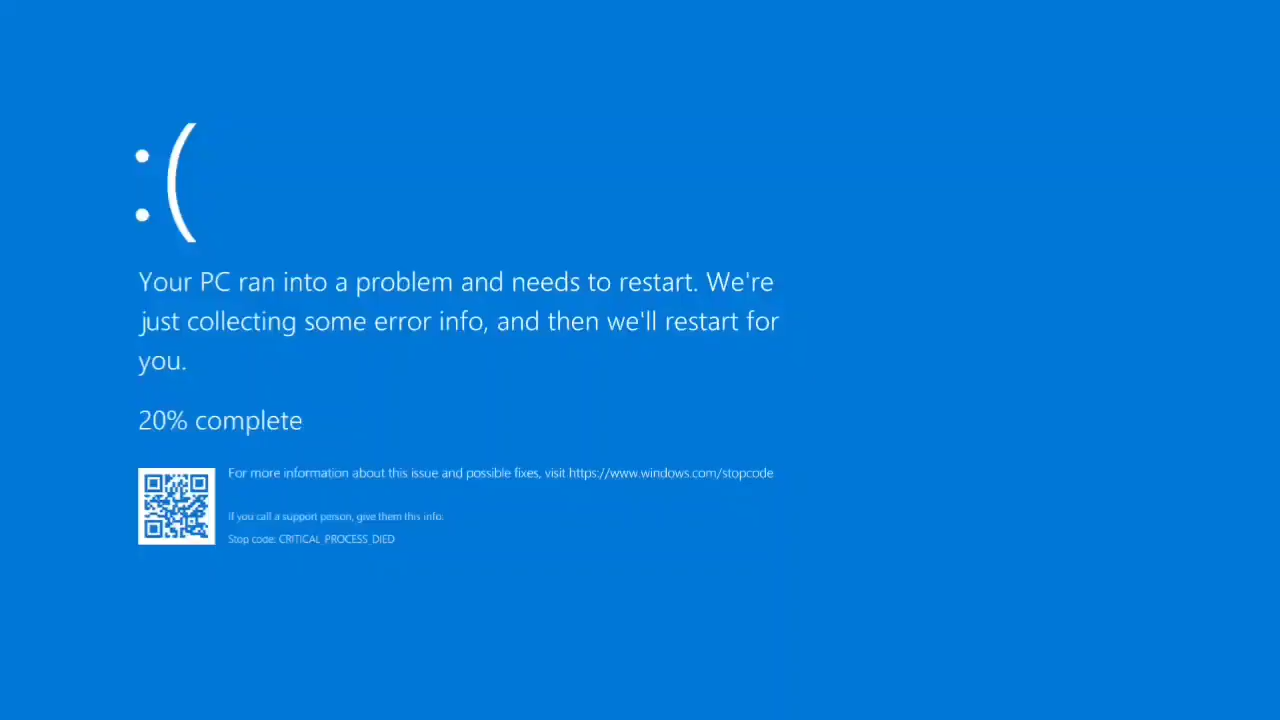 :(
Your PC ran into a problem and needs to restart. We're
just collecting some error info, and then we'll restart for
you.
20% complete
For more information about this issue and possible fixes, visit https://www.windows.com/stopcode
If you call a support person, give them this info:
Stop code: CRITICAL_PROCESS_DIED